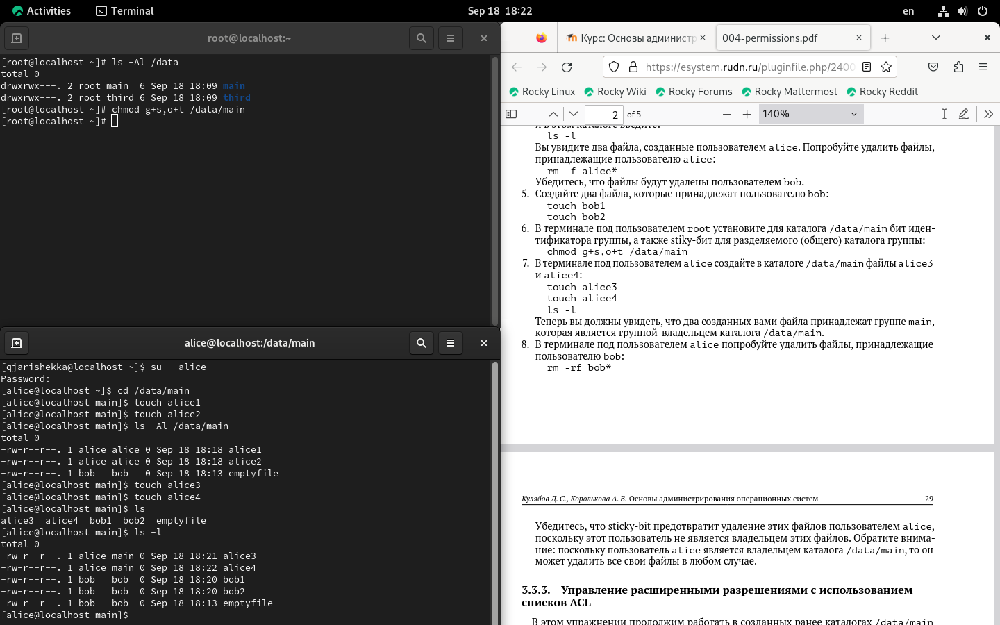 Activities
Terminal
Sep 18 18:22
en
root@localhost:~
[root@localhost ~]# ls -Al /data
total 0
drwxrwx---. 2 root main  6 Sep 18 18:09 main
drwxrwx---. 2 root third 6 Sep 18 18:09 third
[root@localhost ~]# chmod g+s,o+t /data/main
[root@localhost ~]#
alice@localhost:/data/main
[qjarishekka@localhost ~]$ su - alice
Password:
[alice@localhost ~]$ cd /data/main
[alice@localhost main]$ touch alice1
[alice@localhost main]$ touch alice2
[alice@localhost main]$ ls -Al /data/main
total 0
-rw-r--r--. 1 alice alice 0 Sep 18 18:18 alice1
-rw-r--r--. 1 alice alice 0 Sep 18 18:18 alice2
-rw-r--r--. 1 bob   bob   0 Sep 18 18:13 emptyfile
[alice@localhost main]$ touch alice3
[alice@localhost main]$ touch alice4
[alice@localhost main]$ ls
alice3  alice4  bob1  bob2  emptyfile
[alice@localhost main]$ ls -l
total 0
-rw-r--r--. 1 alice main 0 Sep 18 18:21 alice3
-rw-r--r--. 1 alice main 0 Sep 18 18:22 alice4
-rw-r--r--. 1 bob   bob  0 Sep 18 18:20 bob1
-rw-r--r--. 1 bob   bob  0 Sep 18 18:20 bob2
-rw-r--r--. 1 bob   bob  0 Sep 18 18:13 emptyfile
[alice@localhost main]$
Курс: Основы администр
004-permissions.pdf
https://esystem.rudn.ru/pluginfile.php/2400
Rocky Linux
Rocky Wiki
Rocky Forums
Rocky Mattermost
Rocky Reddit
2 of 5
140%
и в этом каталоге введите:
ls -l
Вы увидите два файла, созданные пользователем alice. Попробуйте удалить файлы,
принадлежащие пользователю alice:
rm -f alice*
Убедитесь, что файлы будут удалены пользователем bob.
5. Создайте два файла, которые принадлежат пользователю bob:
touch bob1
touch bob2
6. В терминале под пользователем root установите для каталога /data/main бит иден-
тификатора группы, а также stiky-бит для разделяемого (общего) каталога группы:
chmod g+s,o+t /data/main
7. В терминале под пользователем alice создайте в каталоге /data/main файлы alice3
и alice4:
touch alice3
touch alice4
ls -l
Теперь вы должны увидеть, что два созданных вами файла принадлежат группе main,
которая является группой-владельцем каталога /data/main.
8. В терминале под пользователем alice попробуйте удалить файлы, принадлежащие
пользователю bob:
rm -rf bob*
Кулябов Д. С., Королькова А. В. Основы администрирования операционных систем 29
Убедитесь, что sticky-bit предотвратит удаление этих файлов пользователем alice,
поскольку этот пользователь не является владельцем этих файлов. Обратите внима-
ние: поскольку пользователь alice является владельцем каталога /data/main, то он
может удалить все свои файлы в любом случае.
3.3.3. Управление расширенными разрешениями с использованием
списков ACL
В этом упражнении продолжим работать в созданных ранее каталогах /data/main